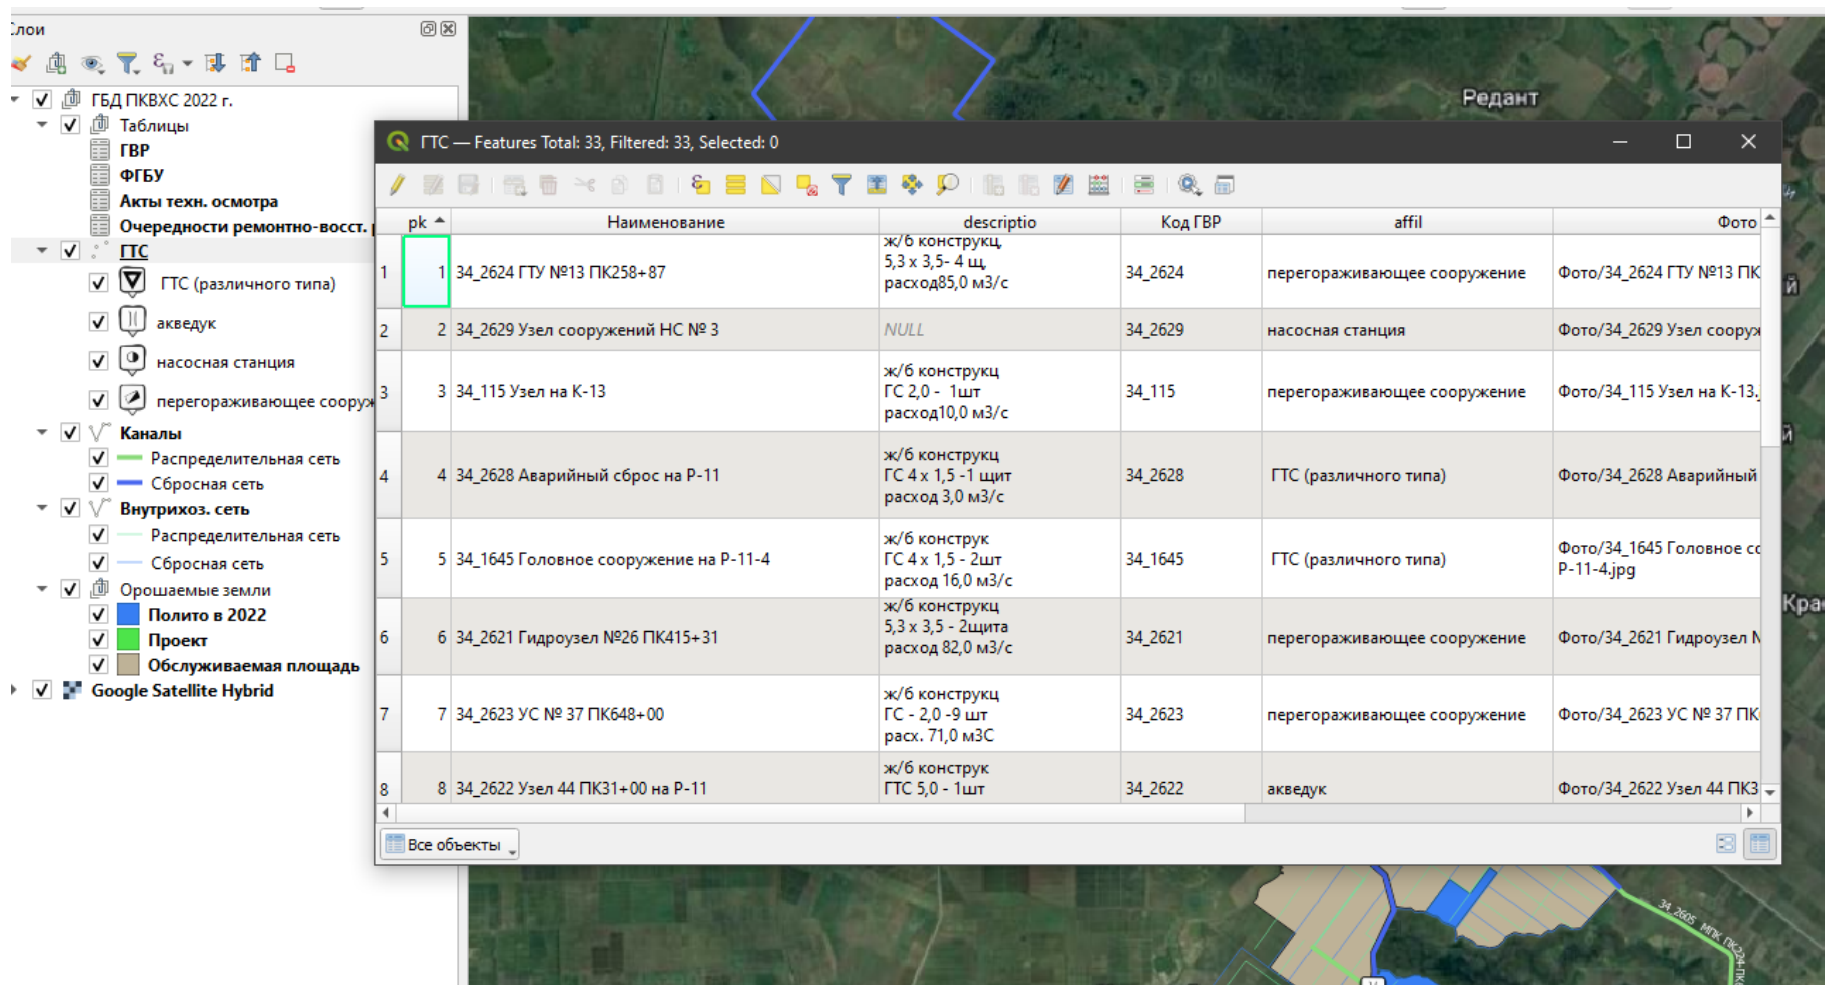 Слои
ГБД ПКВХС 2022 г.
Таблицы
ГВР
ФГБУ
Акты техн. осмотра
Очередности ремонтно-восст.
ГТС
ГТС (различного типа)
акведук
насосная станция
перегораживающее сооруж
Каналы
Распределительная сеть
Сбросная сеть
Внутрихоз. сеть
Распределительная сеть
Сбросная сеть
Орошаемые земли
Полито в 2022
Проект
Обслуживаемая площадь
Google Satellite Hybrid
Редант
ГТС — Features Total: 33, Filtered: 33, Selected: 0
pk Наименование descriptio Код ГВР affil Фото
1 1 34_2624 ГТУ №13 ПК258+87 ж/б конструкц,
5,3 х 3,5- 4 щ,
расход85,0 м3/с 34_2624 перегораживающее сооружение Фото/34_2624 ГТУ №13 ПК
2 2 34_2629 Узел сооружений НС № 3 NULL 34_2629 насосная станция Фото/34_2629 Узел сооруж
3 3 34_115 Узел на К-13 ж/б конструкц
ГС 2,0 - 1шт
расход10,0 м3/с 34_115 перегораживающее сооружение Фото/34_115 Узел на К-13.
4 4 34_2628 Аварийный сброс на Р-11 ж/б конструкц
ГС 4 х 1,5 -1 щит
расход 3,0 м3/с 34_2628 ГТС (различного типа) Фото/34_2628 Аварийный
5 5 34_1645 Головное сооружение на Р-11-4 ж/б конструк
ГС 4 х 1,5 - 2шт
расход 16,0 м3/с 34_1645 ГТС (различного типа) Фото/34_1645 Головное сс
Р-11-4.jpg
6 6 34_2621 Гидроузел №26 ПК415+31 ж/б конструкц
5,3 х 3,5 - 2щита
расход 82,0 м3/с 34_2621 перегораживающее сооружение Фото/34_2621 Гидроузел N
7 7 34_2623 УС № 37 ПК648+00 ж/б конструкц
ГС - 2,0 -9 шт
расх. 71,0 м3С 34_2623 перегораживающее сооружение Фото/34_2623 УС № 37 ПК
8 8 34_2622 Узел 44 ПК31+00 на Р-11 ж/б конструк
ГТС 5,0 - 1шт 34_2622 акведук Фото/34_2622 Узел 44 ПК3
Все объекты
й
й
Кра
34_2605 МПК ПК224-ПК